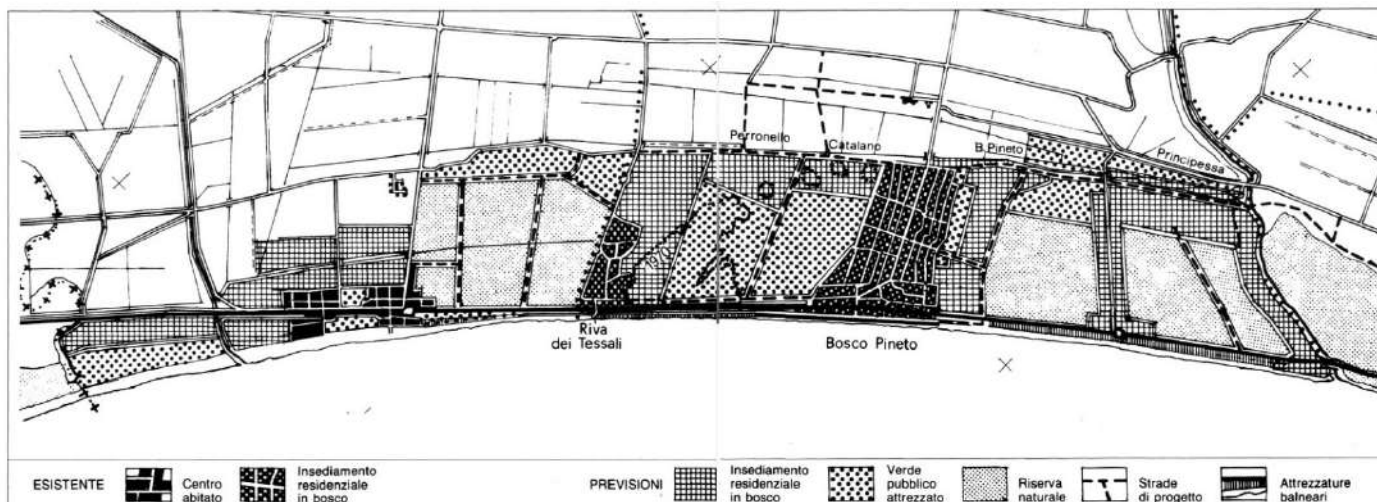 Perronello
Catalano
B. Pineto
Principessa
1970
Riva
dei Tessali
Bosco Pineto
ESISTENTE
Centro
abitato
Insediamento
residenziale
in bosco
PREVISIONI
Insediamento
residenziale
in bosco
Verde
pubblico
attrezzato
Riserva
naturale
Strade
di progetto
Attrezzature
balneari